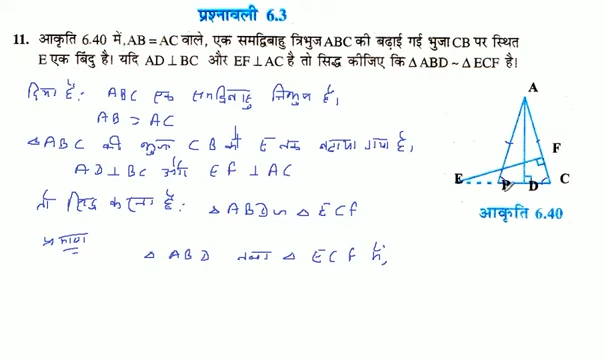 प्रश्नावली 6.3
11. आकृति 6.40 में, AB = AC वाले, एक समद्विबाहु त्रिभुज ABC की बढ़ाई गई भुजा CB पर स्थित
E एक बिंदु है। यदि AD ⊥ BC और EF ⊥ AC है तो सिद्ध कीजिए कि Δ ABD ~ Δ ECF है।
दिया है: ABC एक समद्विबाहु त्रिभुज है,
AB = AC
Δ ABC की भुजा CB को E तक बढ़ाया गया है,
AD ⊥ BC और EF ⊥ AC
तो सिद्ध करना है: Δ ABD ~ Δ ECF
प्रमाण
Δ ABD तथा Δ ECF में,
A
F
E
D
C
आकृति 6.40